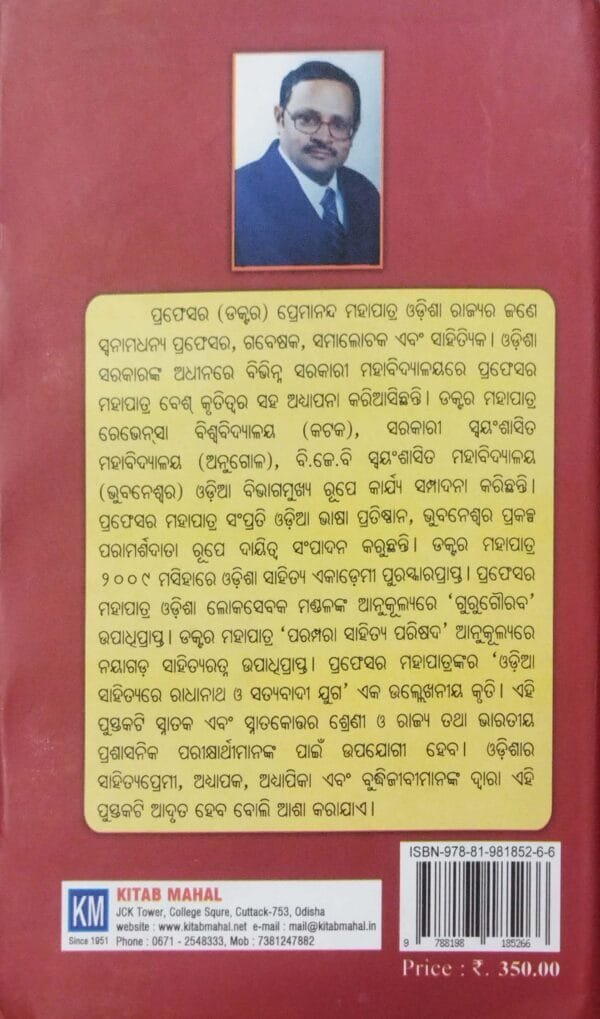 ପ୍ରଫେସର (ଡକ୍ଟର) ପ୍ରେମାନନ୍ଦ ମହାପାତ୍ର ଓଡ଼ିଶା ରାଜ୍ୟର ଜଣେ
ସ୍ୱନାମଧନ୍ୟ ପ୍ରଫେସର, ଗବେଷକ, ସମାଲୋଚକ ଏବଂ ସାହିତ୍ୟିକ। ଓଡ଼ିଶା
ସରକାରଙ୍କ ଅଧୀନରେ ବିଭିନ୍ନ ସରକାରୀ ମହାବିଦ୍ୟାଳୟରେ ପ୍ରଫେସର
ମହାପାତ୍ର ବେଶ୍ କୃତିତ୍ୱର ସହ ଅଧ୍ୟାପନା କରିଆସିଛନ୍ତି। ଡକ୍ଟର ମହାପାତ୍ର
ରେଭେନ୍ସା ବିଶ୍ୱବିଦ୍ୟାଳୟ (କଟକ), ସରକାରୀ ସ୍ୱୟଂଶାସିତ
ମହାବିଦ୍ୟାଳୟ (ଅନୁଗୋଳ), ବି.ଜେ.ବି ସ୍ୱୟଂଶାସିତ ମହାବିଦ୍ୟାଳୟ
(ଭୁବନେଶ୍ୱର) ଓଡ଼ିଆ ବିଭାଗମୁଖ୍ୟ ରୂପେ କାର୍ଯ୍ୟ ସମ୍ପାଦନା କରିଛନ୍ତି।
ପ୍ରଫେସର ମହାପାତ୍ର ସଂପ୍ରତି ଓଡ଼ିଆ ଭାଷା ପ୍ରତିଷ୍ଠାନ, ଭୁବନେଶ୍ୱର ପ୍ରକଳ୍ପ
ପରାମର୍ଶଦାତା ରୂପେ ଦାୟିତ୍ୱ ସଂପାଦନ କରୁଛନ୍ତି। ଡକ୍ଟର ମହାପାତ୍ର
୨୦୦୯ ମସିହାରେ ଓଡ଼ିଶା ସାହିତ୍ୟ ଏକାଡ଼େମୀ ପୁରସ୍କାରପ୍ରାପ୍ତ। ପ୍ରଫେସର
ମହାପାତ୍ର ଓଡ଼ିଶା ଲୋକସେବକ ମଣ୍ଡଳଙ୍କ ଆନୁକୂଲ୍ୟରେ ‘ଗୁରୁଗୌରବ’
ଉପାଧିପ୍ରାପ୍ତ। ଡକ୍ଟର ମହାପାତ୍ର ‘ପରମ୍ପରା ସାହିତ୍ୟ ପରିଷଦ’ ଆନୁକୂଲ୍ୟରେ
ନୟାଗଡ଼ ସାହିତ୍ୟରତ୍ନ ଉପାଧିପ୍ରାପ୍ତ। ପ୍ରଫେସର ମହାପାତ୍ରଙ୍କର ‘ଓଡ଼ିଆ
ସାହିତ୍ୟରେ ରାଧାନାଥ ଓ ସତ୍ୟବାଦୀ ଯୁଗ’ ଏକ ଉଲ୍ଲେଖନୀୟ କୃତି। ଏହି
ପୁସ୍ତକଟି ସ୍ନାତକ ଏବଂ ସ୍ନାତକୋତ୍ତର ଶ୍ରେଣୀ ଓ ରାଜ୍ୟ ତଥା ଭାରତୀୟ
ପ୍ରଶାସନିକ ପରୀକ୍ଷାର୍ଥୀମାନଙ୍କ ପାଇଁ ଉପଯୋଗୀ ହେବ। ଓଡ଼ିଶାର
ସାହିତ୍ୟପ୍ରେମୀ, ଅଧ୍ୟାପକ, ଅଧ୍ୟାପିକା ଏବଂ ବୁଦ୍ଧିଜୀବୀମାନଙ୍କ ଦ୍ୱାରା ଏହି
ପୁସ୍ତକଟି ଆଦୃତ ହେବ ବୋଲି ଆଶା କରାଯାଏ।
ISBN-978-81-981852-6-6
9 788198 185266
Price : ₹. 350.00
KM
Since 1951
KITAB MAHAL
JCK Tower, College Squre, Cuttack-753, Odisha
website : www.kitabmahal.net e-mail : mail@kitabmahal.in
Phone : 0671 - 2548333, Mob : 7381247882